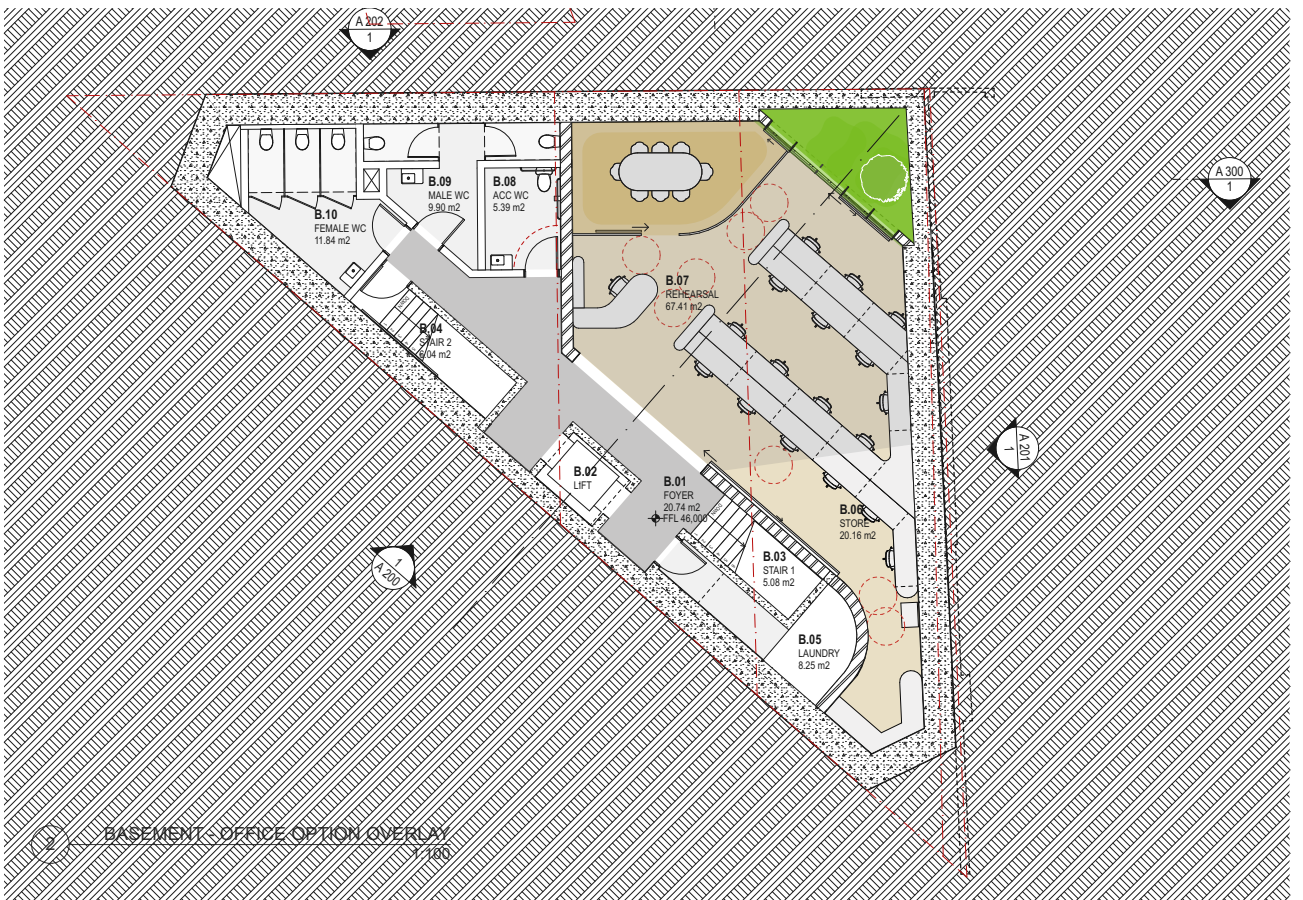 A 202
1
A 300
1
B.09
MALE WC
9.90 m2
B.08
ACC WC
5.39 m2
B.10
FEMALE WC
11.84 m2
B.07
REHEARSAL
67.41 m2
B.04
STAIR 2
6.04 m2
A 201
1
B.02
LIFT
B.01
FOYER
20.74 m2
FFL 46,000
B.06
STORE
20.16 m2
1
A 200
B.03
STAIR 1
5.08 m2
B.05
LAUNDRY
8.25 m2
2
BASEMENT - OFFICE OPTION OVERLAY
1:100